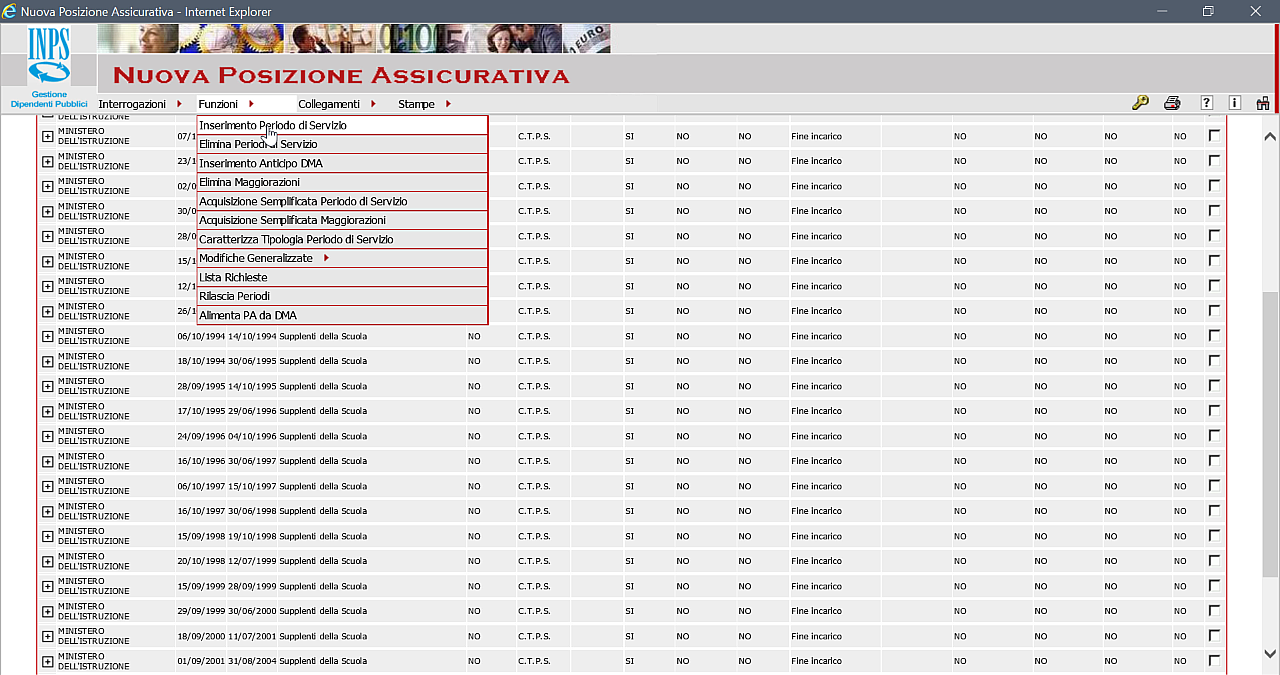 Nuova Posizione Assicurativa - Internet Explorer
INPS
Gestione
Dipendenti Pubblici
EURO
NUOVA POSIZIONE ASSICURATIVA
Interrogazioni Funzioni Collegamenti Stampe
Inserimento Periodo di Servizio
Elimina Periodi di Servizio
Inserimento Anticipo DMA
Elimina Maggiorazioni
Acquisizione Semplificata Periodo di Servizio
Acquisizione Semplificata Maggiorazioni
Caratterizza Tipologia Periodo di Servizio
Modifiche Generalizzate
Lista Richieste
Rilascia Periodi
Alimenta PA da DMA
DELL'ISTRUZIONE
MINISTERO
DELL'ISTRUZIONE 07/1 C.T.P.S. SI NO NO Fine incarico NO NO NO NO
MINISTERO
DELL'ISTRUZIONE 23/1 C.T.P.S. SI NO NO Fine incarico NO NO NO NO
MINISTERO
DELL'ISTRUZIONE 02/0 C.T.P.S. SI NO NO Fine incarico NO NO NO NO
MINISTERO
DELL'ISTRUZIONE 30/0 C.T.P.S. SI NO NO Fine incarico NO NO NO NO
MINISTERO
DELL'ISTRUZIONE 28/0 C.T.P.S. SI NO NO Fine incarico NO NO NO NO
MINISTERO
DELL'ISTRUZIONE 15/1 C.T.P.S. SI NO NO Fine incarico NO NO NO NO
MINISTERO
DELL'ISTRUZIONE 12/1 C.T.P.S. SI NO NO Fine incarico NO NO NO NO
MINISTERO
DELL'ISTRUZIONE 26/1 C.T.P.S. SI NO NO Fine incarico NO NO NO NO
MINISTERO
DELL'ISTRUZIONE 06/10/1994 14/10/1994 Supplenti della Scuola NO C.T.P.S. SI NO NO Fine incarico NO NO NO NO
MINISTERO
DELL'ISTRUZIONE 18/10/1994 30/06/1995 Supplenti della Scuola NO C.T.P.S. SI NO NO Fine incarico NO NO NO NO
MINISTERO
DELL'ISTRUZIONE 28/09/1995 14/10/1995 Supplenti della Scuola NO C.T.P.S. SI NO NO Fine incarico NO NO NO NO
MINISTERO
DELL'ISTRUZIONE 17/10/1995 29/06/1996 Supplenti della Scuola NO C.T.P.S. SI NO NO Fine incarico NO NO NO NO
MINISTERO
DELL'ISTRUZIONE 24/09/1996 04/10/1996 Supplenti della Scuola NO C.T.P.S. SI NO NO Fine incarico NO NO NO NO
MINISTERO
DELL'ISTRUZIONE 16/10/1996 30/06/1997 Supplenti della Scuola NO C.T.P.S. SI NO NO Fine incarico NO NO NO NO
MINISTERO
DELL'ISTRUZIONE 06/10/1997 15/10/1997 Supplenti della Scuola NO C.T.P.S. SI NO NO Fine incarico NO NO NO NO
MINISTERO
DELL'ISTRUZIONE 16/10/1997 30/06/1998 Supplenti della Scuola NO C.T.P.S. SI NO NO Fine incarico NO NO NO NO
MINISTERO
DELL'ISTRUZIONE 15/09/1998 19/10/1998 Supplenti della Scuola NO C.T.P.S. SI NO NO Fine incarico NO NO NO NO
MINISTERO
DELL'ISTRUZIONE 20/10/1998 12/07/1999 Supplenti della Scuola NO C.T.P.S. SI NO NO Fine incarico NO NO NO NO
MINISTERO
DELL'ISTRUZIONE 15/09/1999 28/09/1999 Supplenti della Scuola NO C.T.P.S. SI NO NO Fine incarico NO NO NO NO
MINISTERO
DELL'ISTRUZIONE 29/09/1999 30/06/2000 Supplenti della Scuola NO C.T.P.S. SI NO NO Fine incarico NO NO NO NO
MINISTERO
DELL'ISTRUZIONE 18/09/2000 11/07/2001 Supplenti della Scuola NO C.T.P.S. SI NO NO Fine incarico NO NO NO NO
MINISTERO
DELL'ISTRUZIONE 01/09/2001 31/08/2004 Supplenti della Scuola NO C.T.P.S. SI NO NO Fine incarico NO NO NO NO